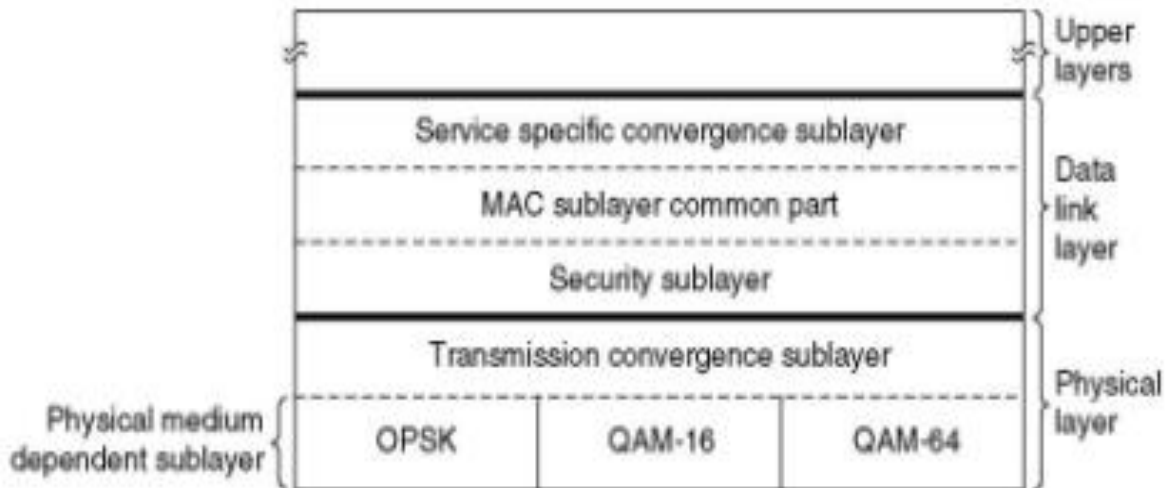 Upper
layers
Service specific convergence sublayer
MAC sublayer common part
Data
link
layer
Security sublayer
Transmission convergence sublayer
Physical
layer
Physical medium
dependent sublayer
OPSK
QAM-16
QAM-64